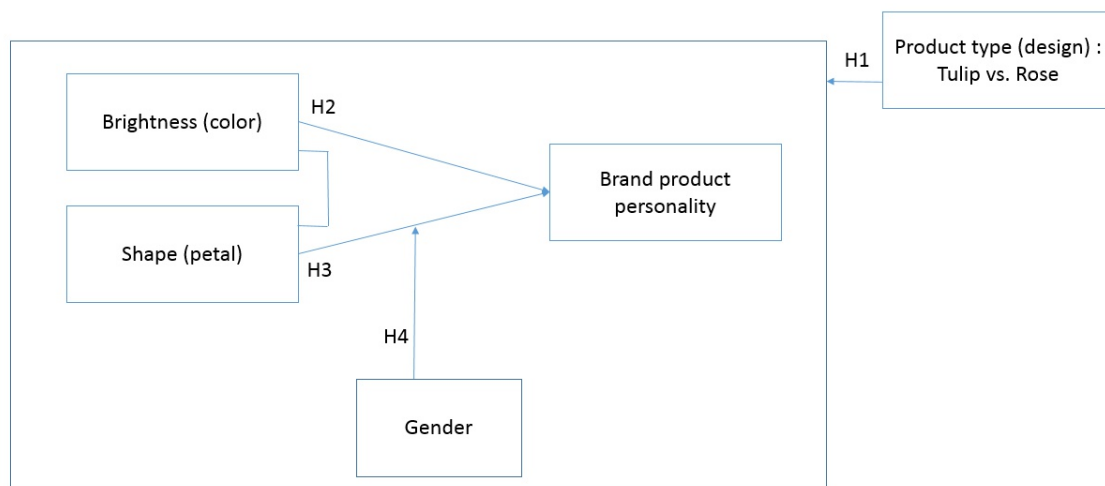 Product type (design) :
Tulip vs. Rose
H1
Brightness (color)
H2
Brand product
personality
Shape (petal)
H3
H4
Gender